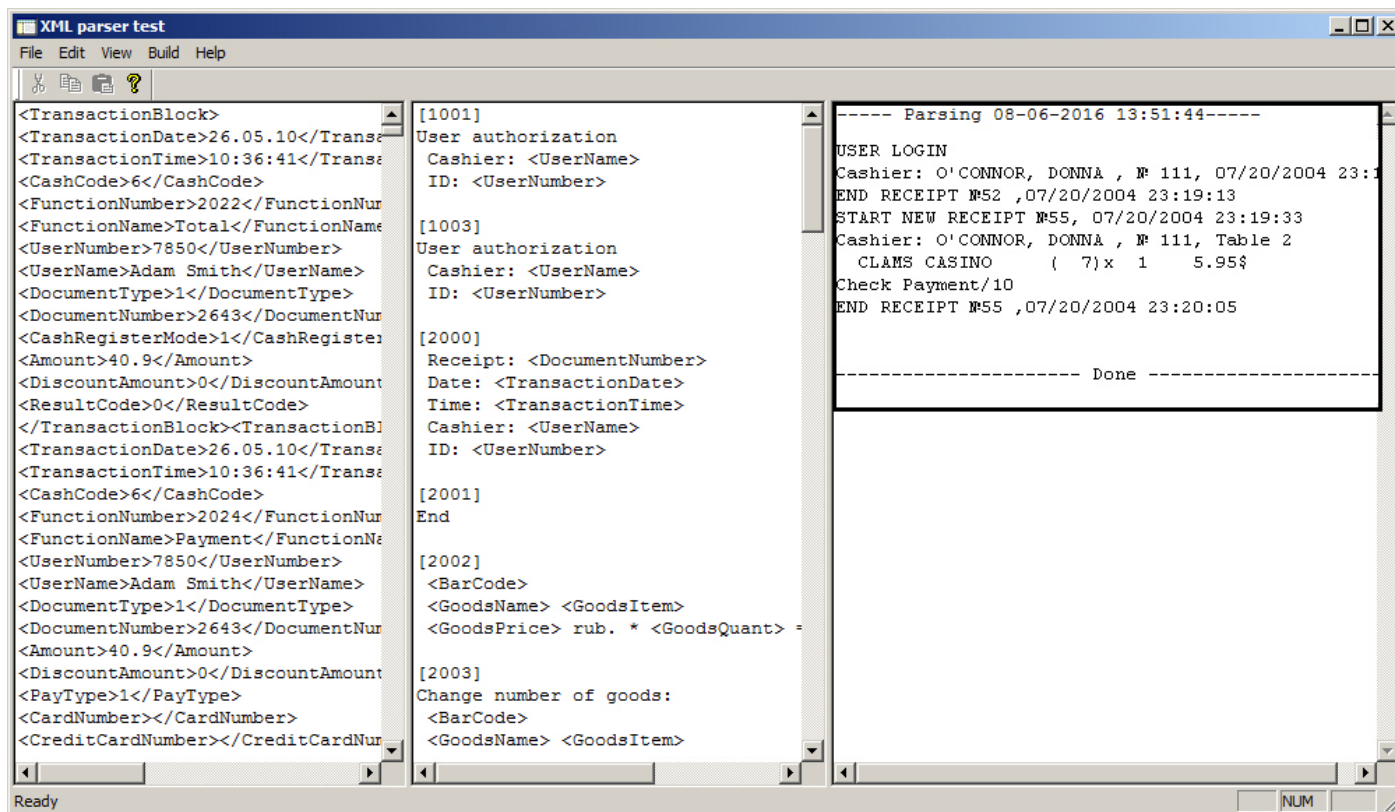 XML parser test
File Edit View Build Help
<TransactionBlock>
<TransactionDate>26.05.10</Transa
<TransactionTime>10:36:41</Transa
<CashCode>6</CashCode>
<FunctionNumber>2022</FunctionNum
<FunctionName>Total</FunctionName
<UserNumber>7850</UserNumber>
<UserName>Adam Smith</UserName>
<DocumentType>1</DocumentType>
<DocumentNumber>2643</DocumentNum
<CashRegisterMode>1</CashRegister
<Amount>40.9</Amount>
<DiscountAmount>0</DiscountAmount
<ResultCode>0</ResultCode>
</TransactionBlock><TransactionBl
<TransactionDate>26.05.10</Transa
<TransactionTime>10:36:41</Transa
<CashCode>6</CashCode>
<FunctionNumber>2024</FunctionNum
<FunctionName>Payment</FunctionNa
<UserNumber>7850</UserNumber>
<UserName>Adam Smith</UserName>
<DocumentType>1</DocumentType>
<DocumentNumber>2643</DocumentNum
<Amount>40.9</Amount>
<DiscountAmount>0</DiscountAmount
<PayType>1</PayType>
<CardNumber></CardNumber>
<CreditCardNumber></CreditCardNum
[1001]
User authorization
Cashier: <UserName>
ID: <UserNumber>
[1003]
User authorization
Cashier: <UserName>
ID: <UserNumber>
[2000]
Receipt: <DocumentNumber>
Date: <TransactionDate>
Time: <TransactionTime>
Cashier: <UserName>
ID: <UserNumber>
[2001]
End
[2002]
<BarCode>
<GoodsName> <GoodsItem>
<GoodsPrice> rub. * <GoodsQuant> =
[2003]
Change number of goods:
<BarCode>
<GoodsName> <GoodsItem>
----- Parsing 08-06-2016 13:51:44-----
USER LOGIN
Cashier: O'CONNOR, DONNA , № 111, 07/20/2004 23:1
END RECEIPT №52 ,07/20/2004 23:19:13
START NEW RECEIPT №55, 07/20/2004 23:19:33
Cashier: O'CONNOR, DONNA , № 111, Table 2
CLAMS CASINO ( 7)x 1 5.95$
Check Payment/10
END RECEIPT №55 ,07/20/2004 23:20:05
---------------------- Done ---------------------
Ready
NUM